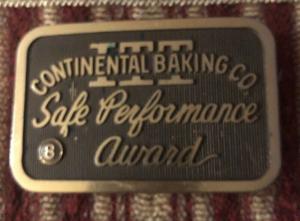 ITT
CONTINENTAL BAKING CO.
Safe Performance
award
8